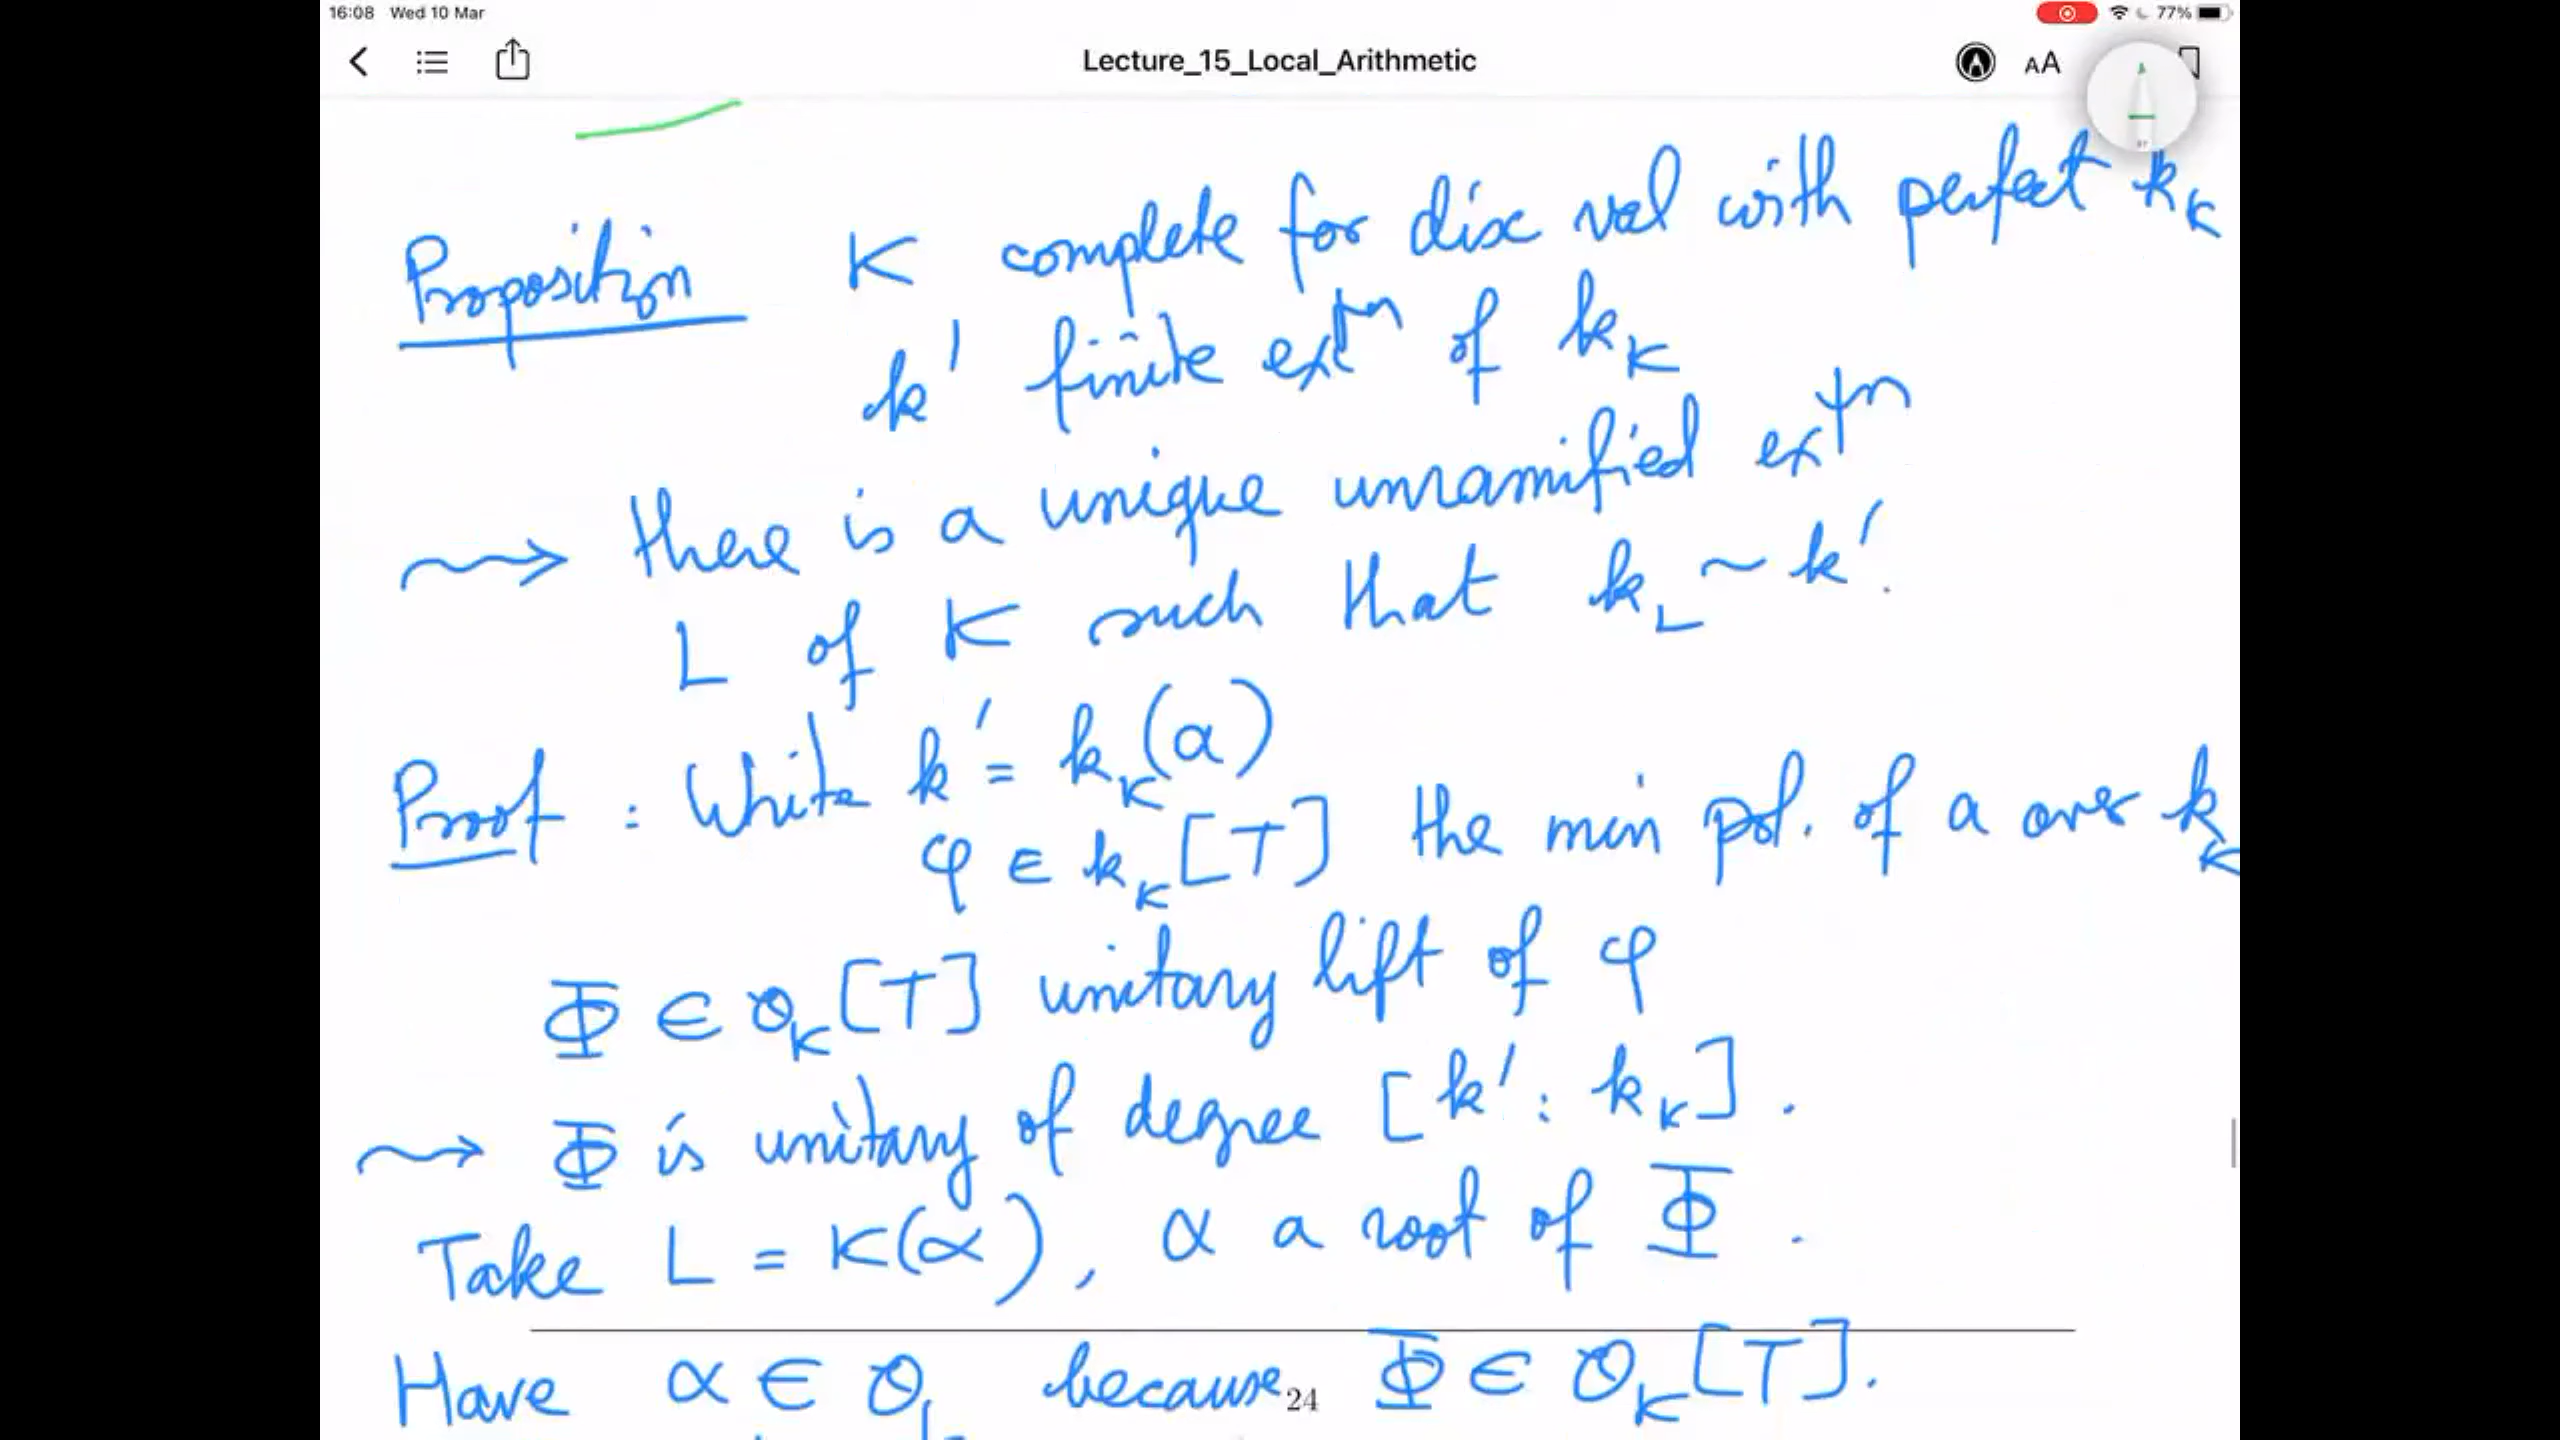 16:08 Wed 10 Mar
77%
Lecture_15_Local_Arithmetic
AA
Proposition K complete for disc val with perfect k_K
k' finite ext^n of k_K
⇝ there is a unique unramified ext^n
L of K such that k_L ~ k'.
Proof : Write k' = k_K(a)
φ ∈ k_K[T] the min pol. of a over k_K
Φ ∈ O_K[T] unitary lift of φ
⇝ Φ is unitary of degree [k' : k_K].
Take L = K(α), α a root of Φ.
Have α ∈ O_L because Φ ∈ O_K[T].
24